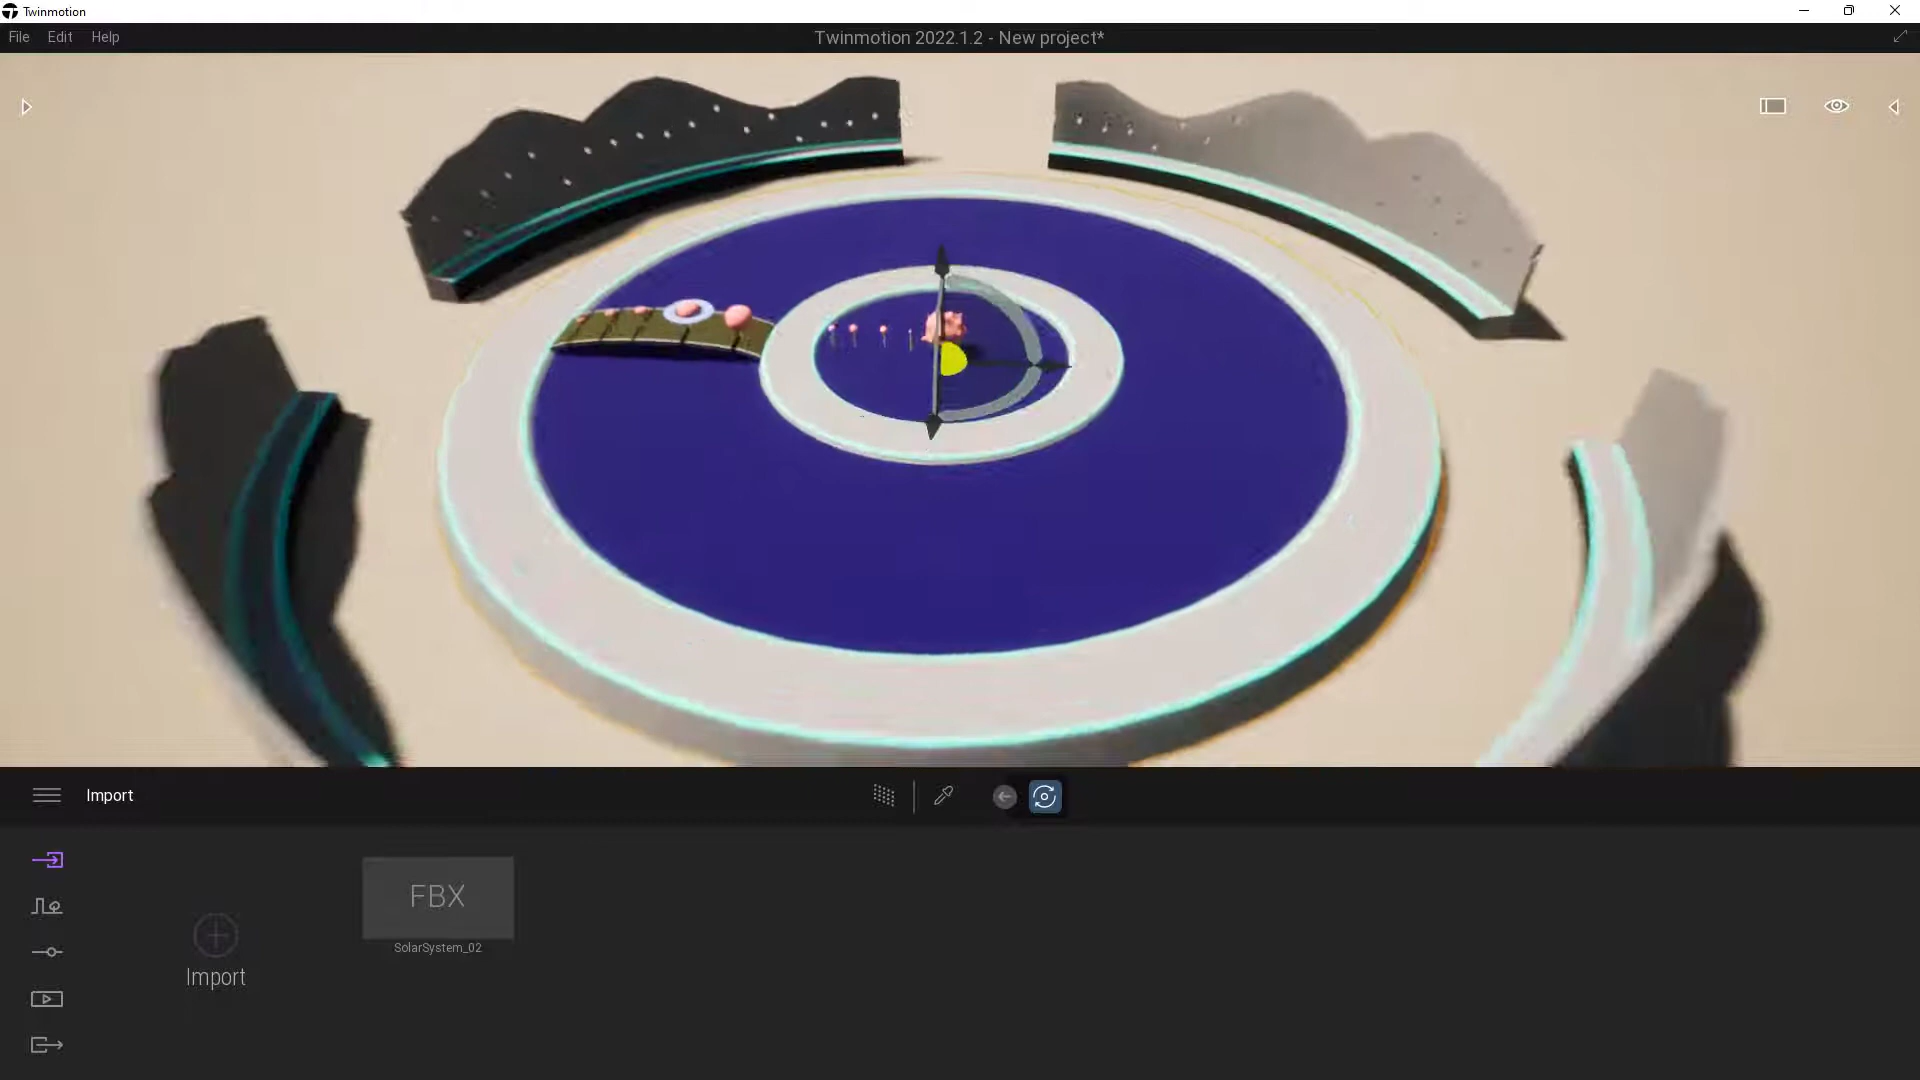 Twinmotion
File Edit Help
Twinmotion 2022.1.2 - New project*
Import
FBX
SolarSystem_02
Import